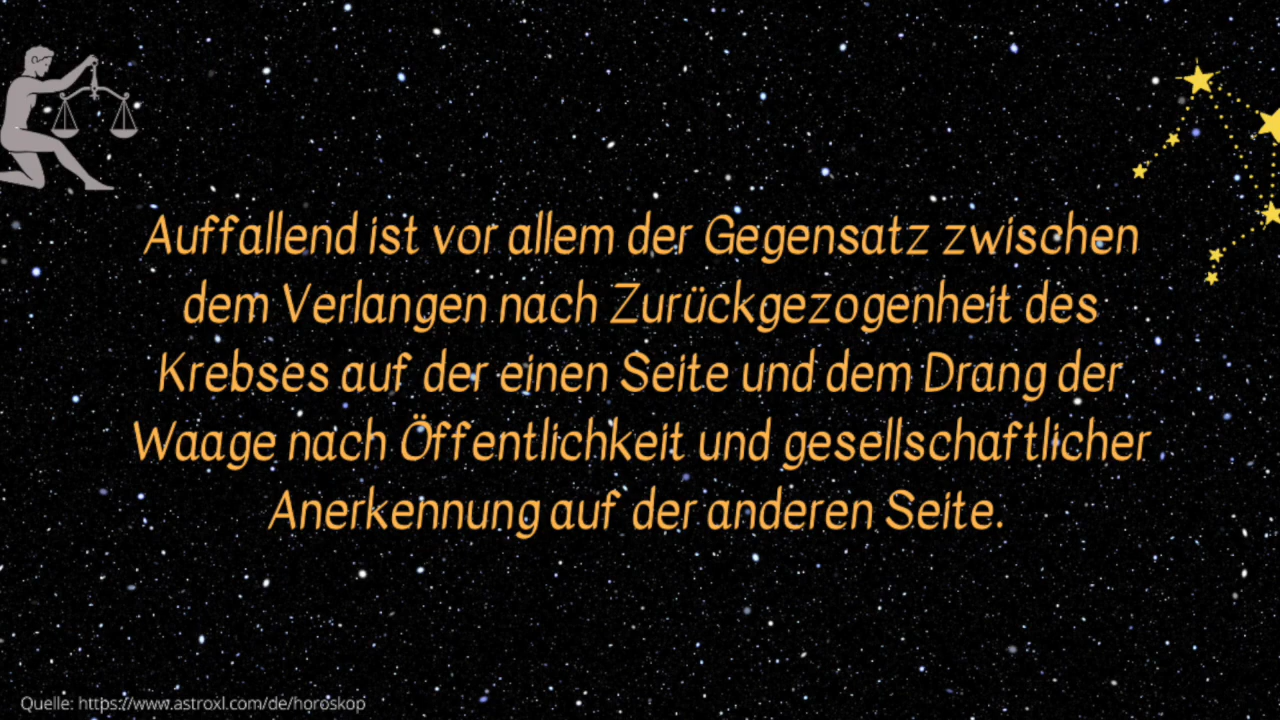 Auffallend ist vor allem der Gegensatz zwischen
dem Verlangen nach Zurückgezogenheit des
Krebses auf der einen Seite und dem Drang der
Waage nach Öffentlichkeit und gesellschaftlicher
Anerkennung auf der anderen Seite.
Quelle: https://www.astroxl.com/de/horoskop